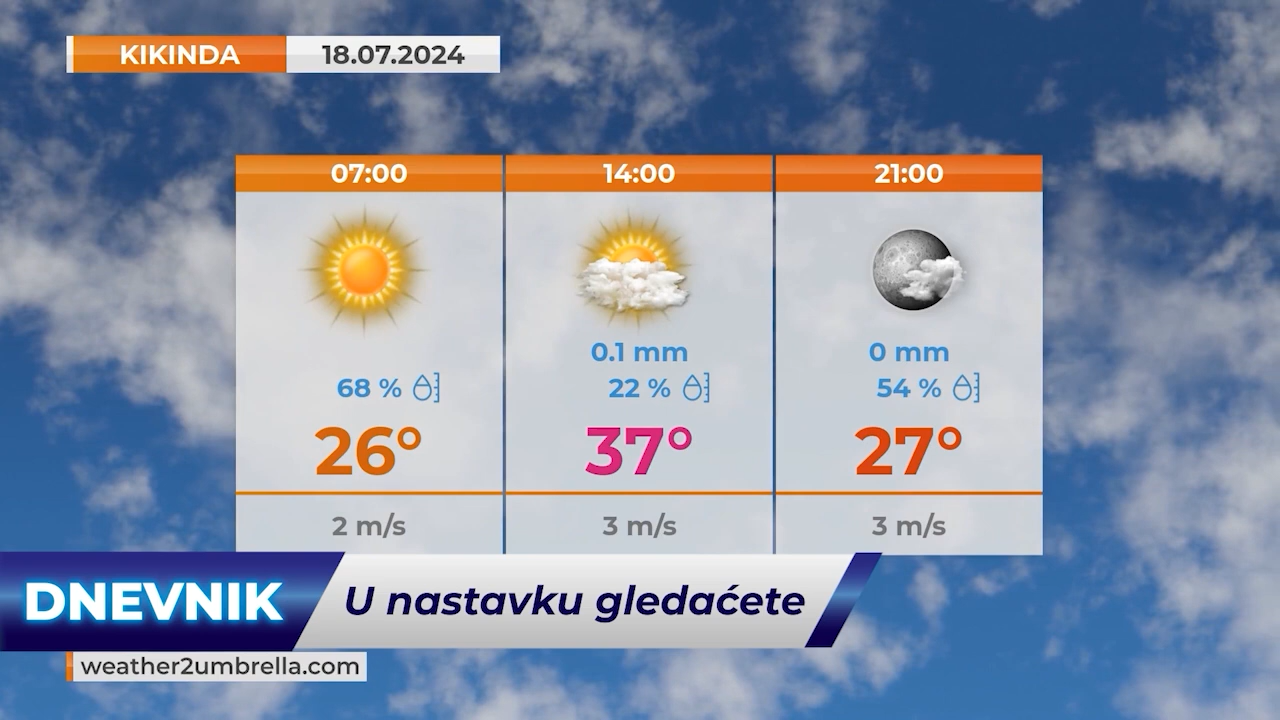 KIKINDA 18.07.2024
07:00 14:00 21:00
0.1 mm 0 mm
68 % 22 % 54 %
26° 37° 27°
2 m/s 3 m/s 3 m/s
DNEVNIK U nastavku gledaćete
weather2umbrella.com